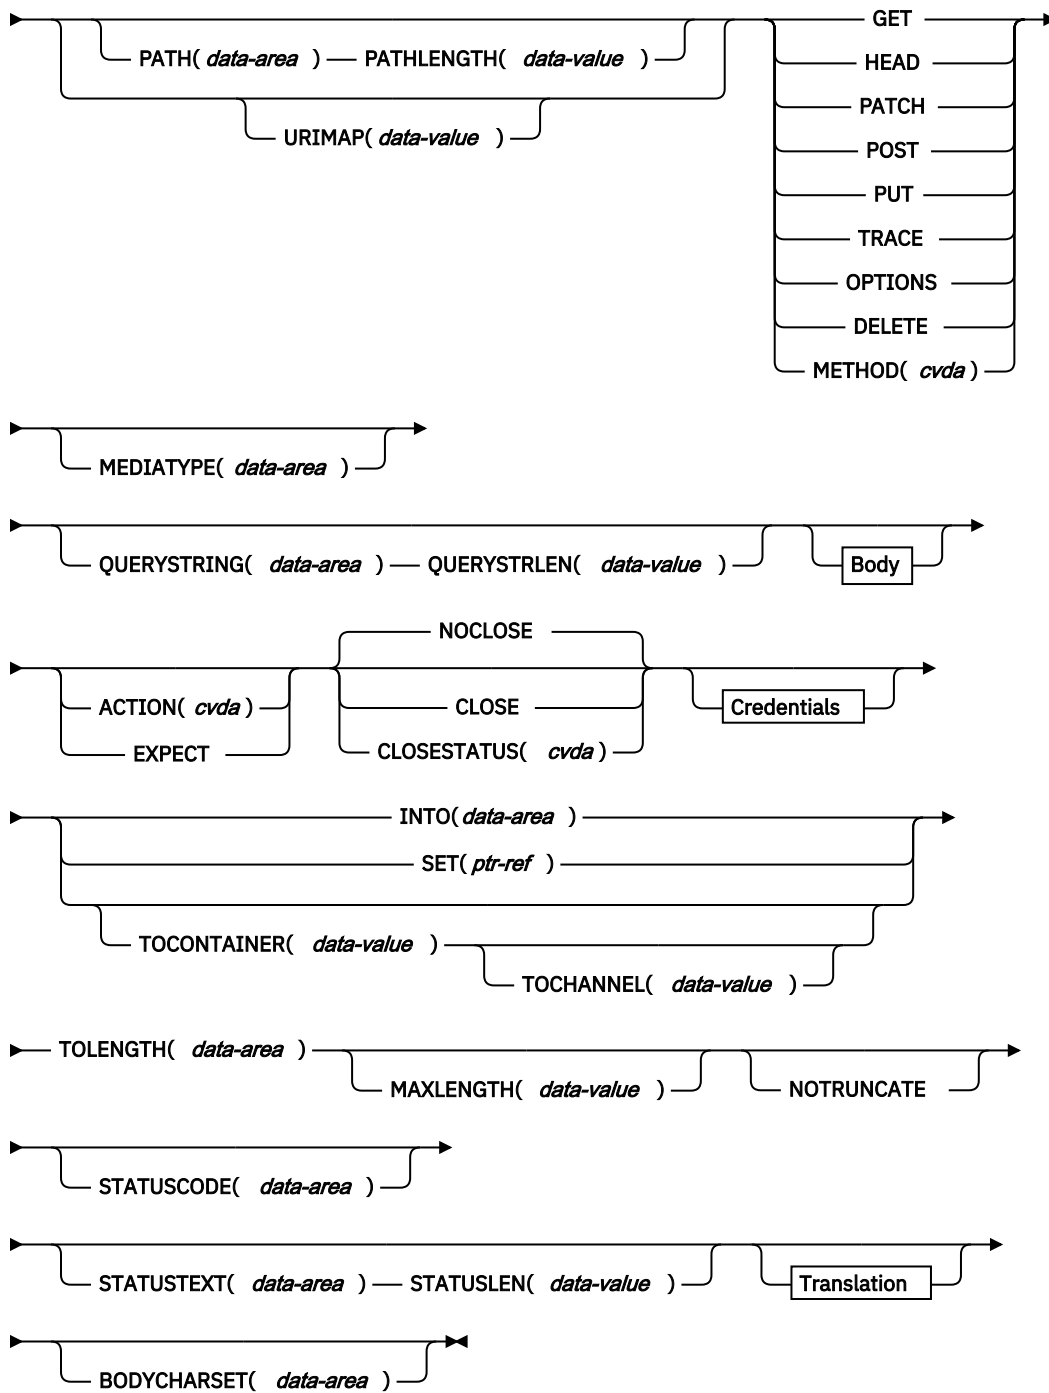 GET
PATH( data-area ) PATHLENGTH( data-value )
HEAD
PATCH
URIMAP( data-value )
POST
PUT
TRACE
OPTIONS
DELETE
METHOD( cvda )
MEDIATYPE( data-area )
QUERYSTRING( data-area ) QUERYSTRLEN( data-value ) Body
NOCLOSE
ACTION( cvda ) CLOSE Credentials
EXPECT CLOSESTATUS( cvda )
INTO( data-area )
SET( ptr-ref )
TOCONTAINER( data-value )
TOCHANNEL( data-value )
TOLENGTH( data-area )
MAXLENGTH( data-value ) NOTRUNCATE
STATUSCODE( data-area )
STATUSTEXT( data-area ) STATUSLEN( data-value ) Translation
BODYCHARSET( data-area )